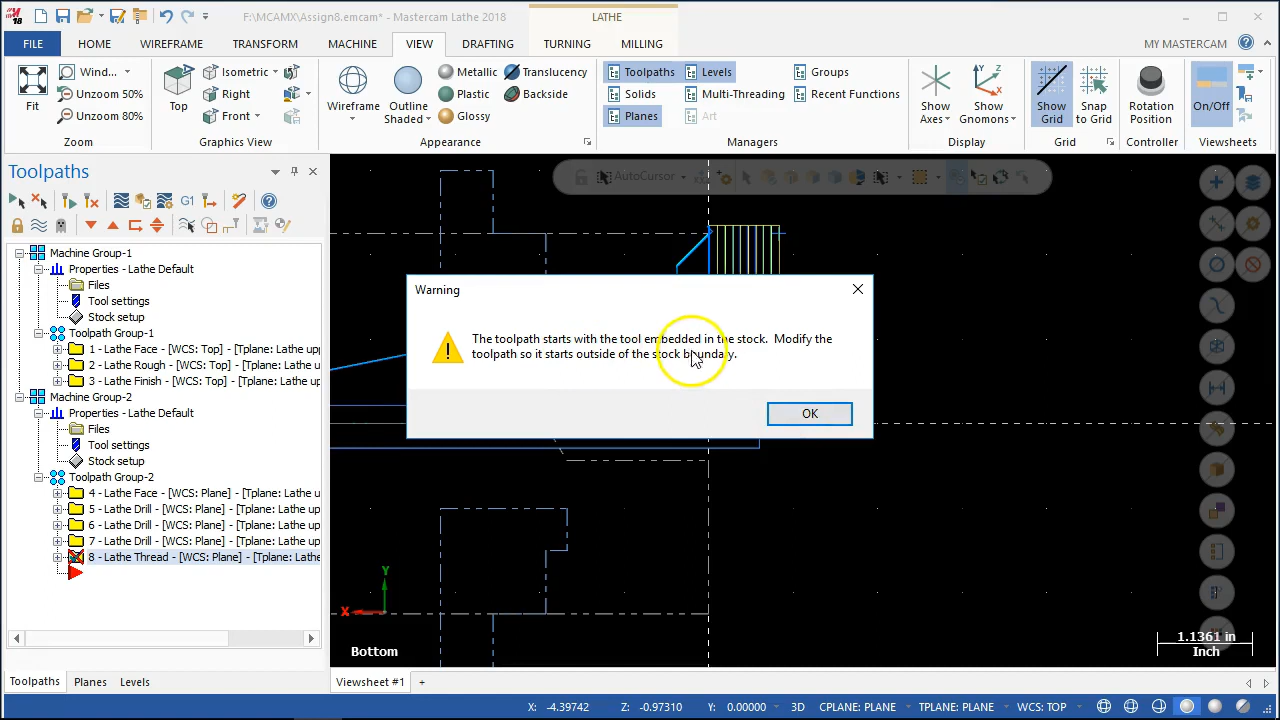 F:\MCAMX\Assign8.emcam* - Mastercam Lathe 2018
LATHE
FILE
HOME
WIREFRAME
TRANSFORM
MACHINE
VIEW
DRAFTING
TURNING
MILLING
MY MASTERCAM
Fit
Wind...
Unzoom 50%
Unzoom 80%
Zoom
Top
Isometric
Right
Front
Graphics View
Wireframe
Outline
Shaded
Metallic
Plastic
Glossy
Translucency
Backside
Appearance
Toolpaths
Solids
Planes
Levels
Multi-Threading
Art
Groups
Recent Functions
Managers
Show
Axes
Show
Gnomons
Display
Show
Grid
Snap
to Grid
Grid
Rotation
Position
Controller
On/Off
Viewsheets
Toolpaths
G1
AutoCursor
Machine Group-1
Properties - Lathe Default
Files
Tool settings
Stock setup
Toolpath Group-1
1 - Lathe Face - [WCS: Top] - [Tplane: Lathe upp
2 - Lathe Rough - [WCS: Top] - [Tplane: Lathe u
3 - Lathe Finish - [WCS: Top] - [Tplane: Lathe up
Machine Group-2
Properties - Lathe Default
Files
Tool settings
Stock setup
Toolpath Group-2
4 - Lathe Face - [WCS: Plane] - [Tplane: Lathe u
5 - Lathe Drill - [WCS: Plane] - [Tplane: Lathe up
6 - Lathe Drill - [WCS: Plane] - [Tplane: Lathe up
7 - Lathe Drill - [WCS: Plane] - [Tplane: Lathe up
8 - Lathe Thread - [WCS: Plane] - [Tplane: Lathe
Warning
The toolpath starts with the tool embedded in the stock. Modify the
toolpath so it starts outside of the stock boundary.
OK
Y
X
Bottom
1.1361 in
Inch
Toolpaths
Planes
Levels
Viewsheet #1
+
X: -4.39742
Z: -0.97310
Y: 0.00000
3D
CPLANE: PLANE
TPLANE: PLANE
WCS: TOP